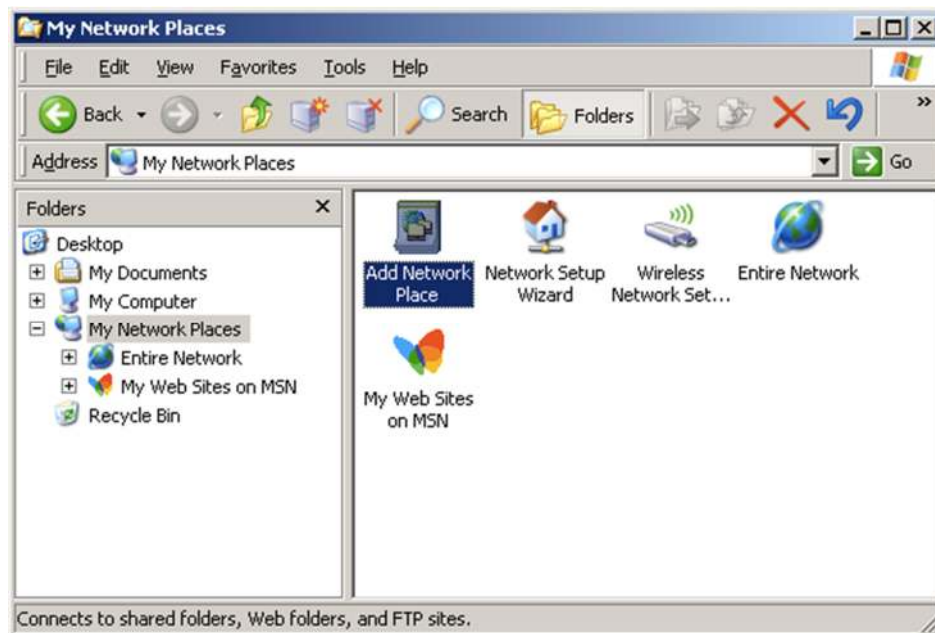 My Network Places
File Edit View Favorites Tools Help
Back Search Folders »
Address My Network Places Go
Folders
Desktop
My Documents
My Computer
My Network Places
Entire Network
My Web Sites on MSN
Recycle Bin
Add Network
Place
Network Setup
Wizard
Wireless
Network Set...
Entire Network
My Web Sites
on MSN
Connects to shared folders, Web folders, and FTP sites.